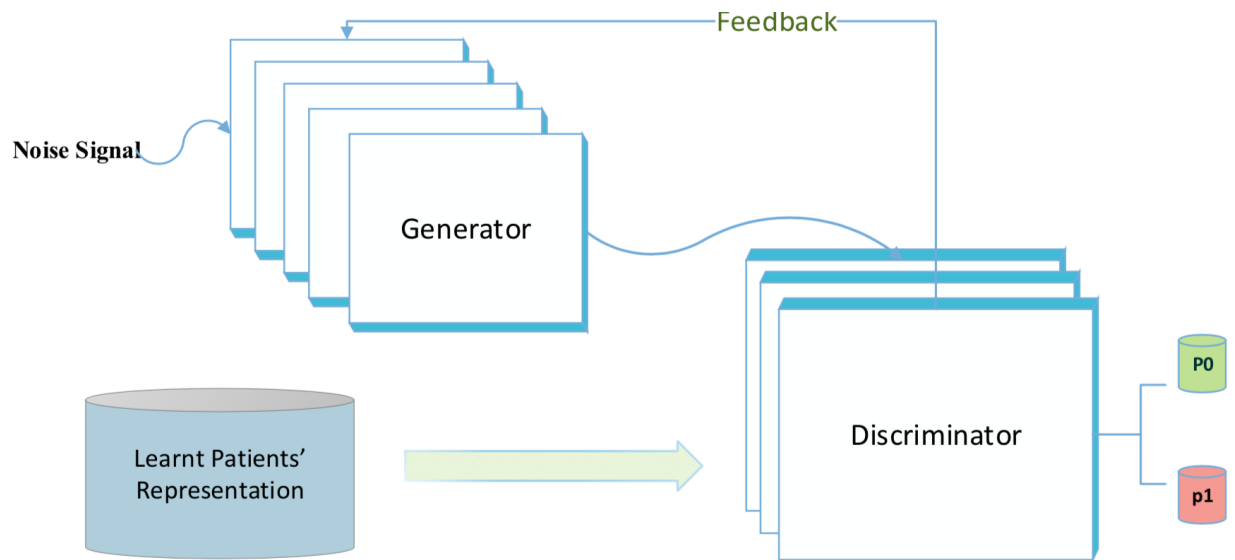 Feedback
Noise Signal
Generator
P0
Discriminator
Learnt Patients’
Representation
p1